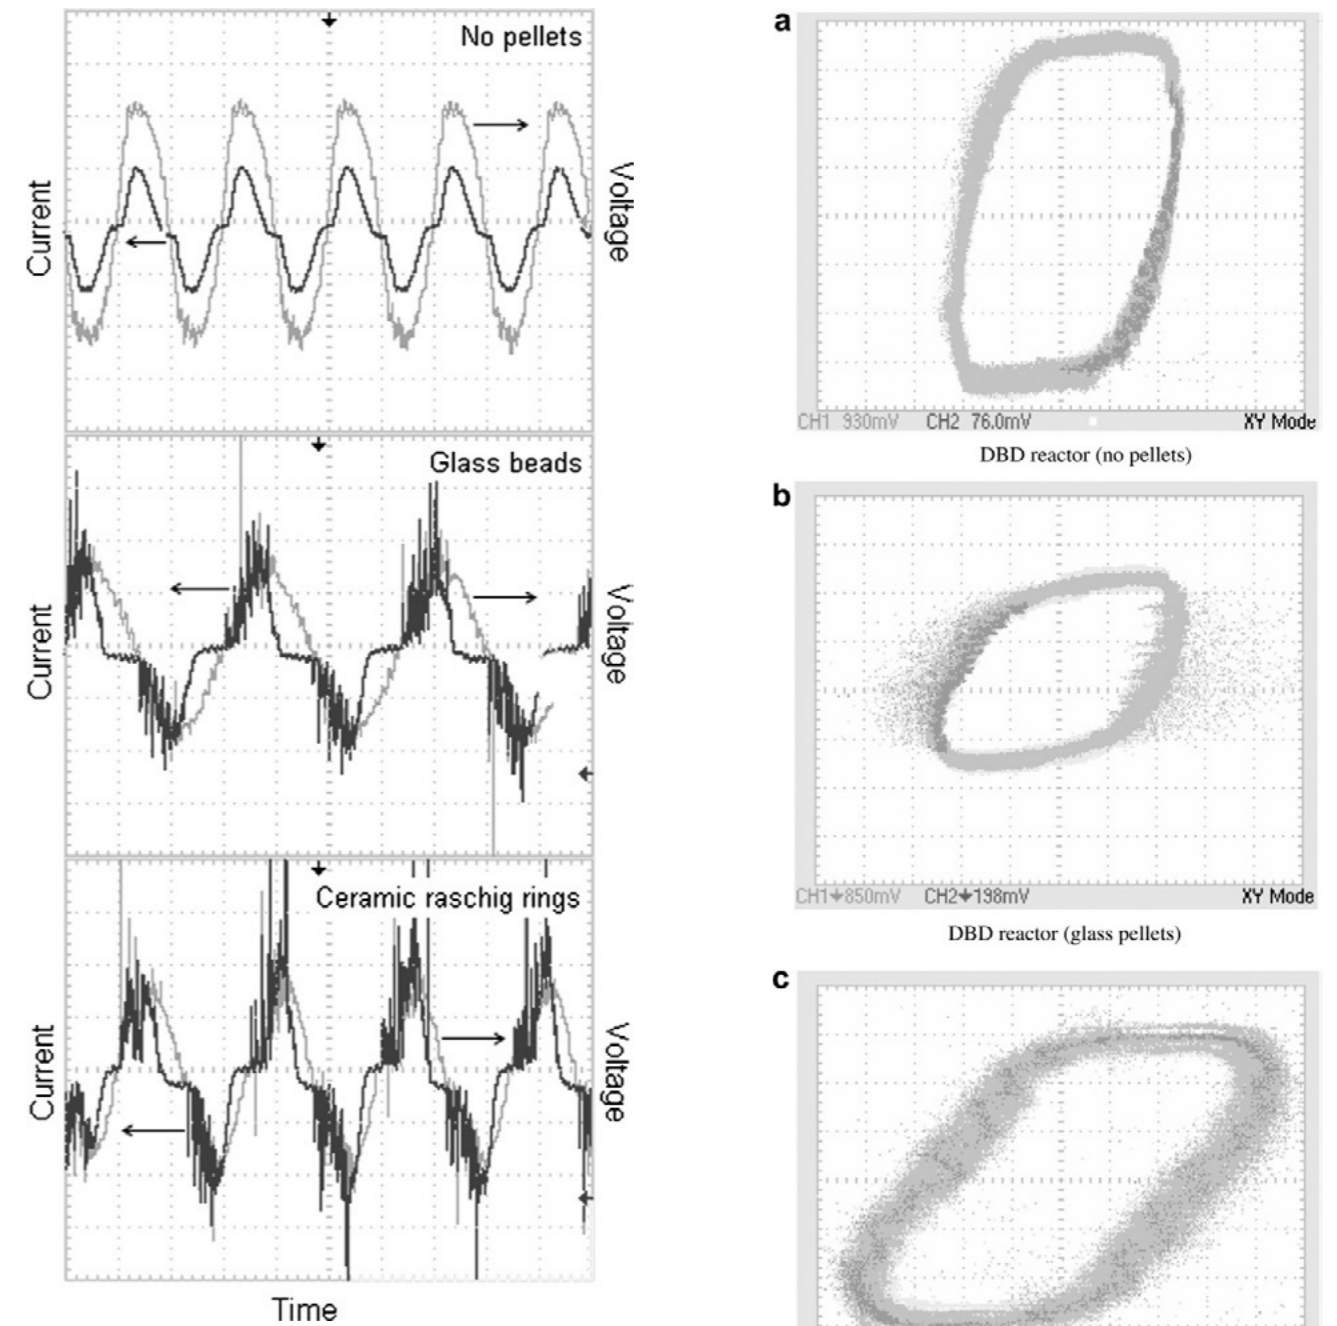 No pellets
Current
Voltage
Glass beads
Current
Voltage
Ceramic raschig rings
Current
Voltage
Time
a
CH1 930mV CH2 76.0mV XY Mode
DBD reactor (no pellets)
b
CH1 850mV CH2 198mV XY Mode
DBD reactor (glass pellets)
c